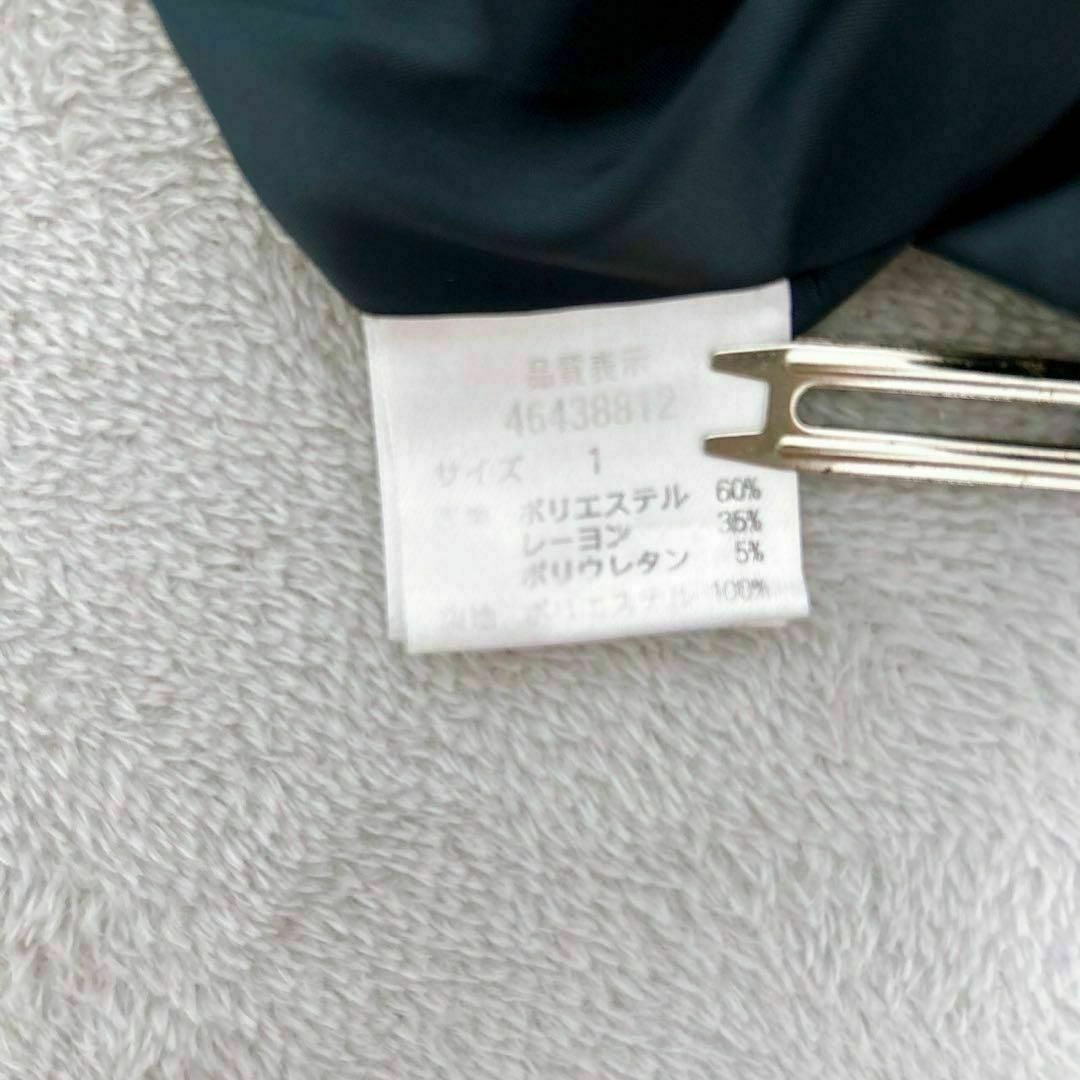 品質表示
46438812
サイズ 1
ポリエステル 60%
レーヨン 35%
ポリウレタン 5%
ポリエステル 100%